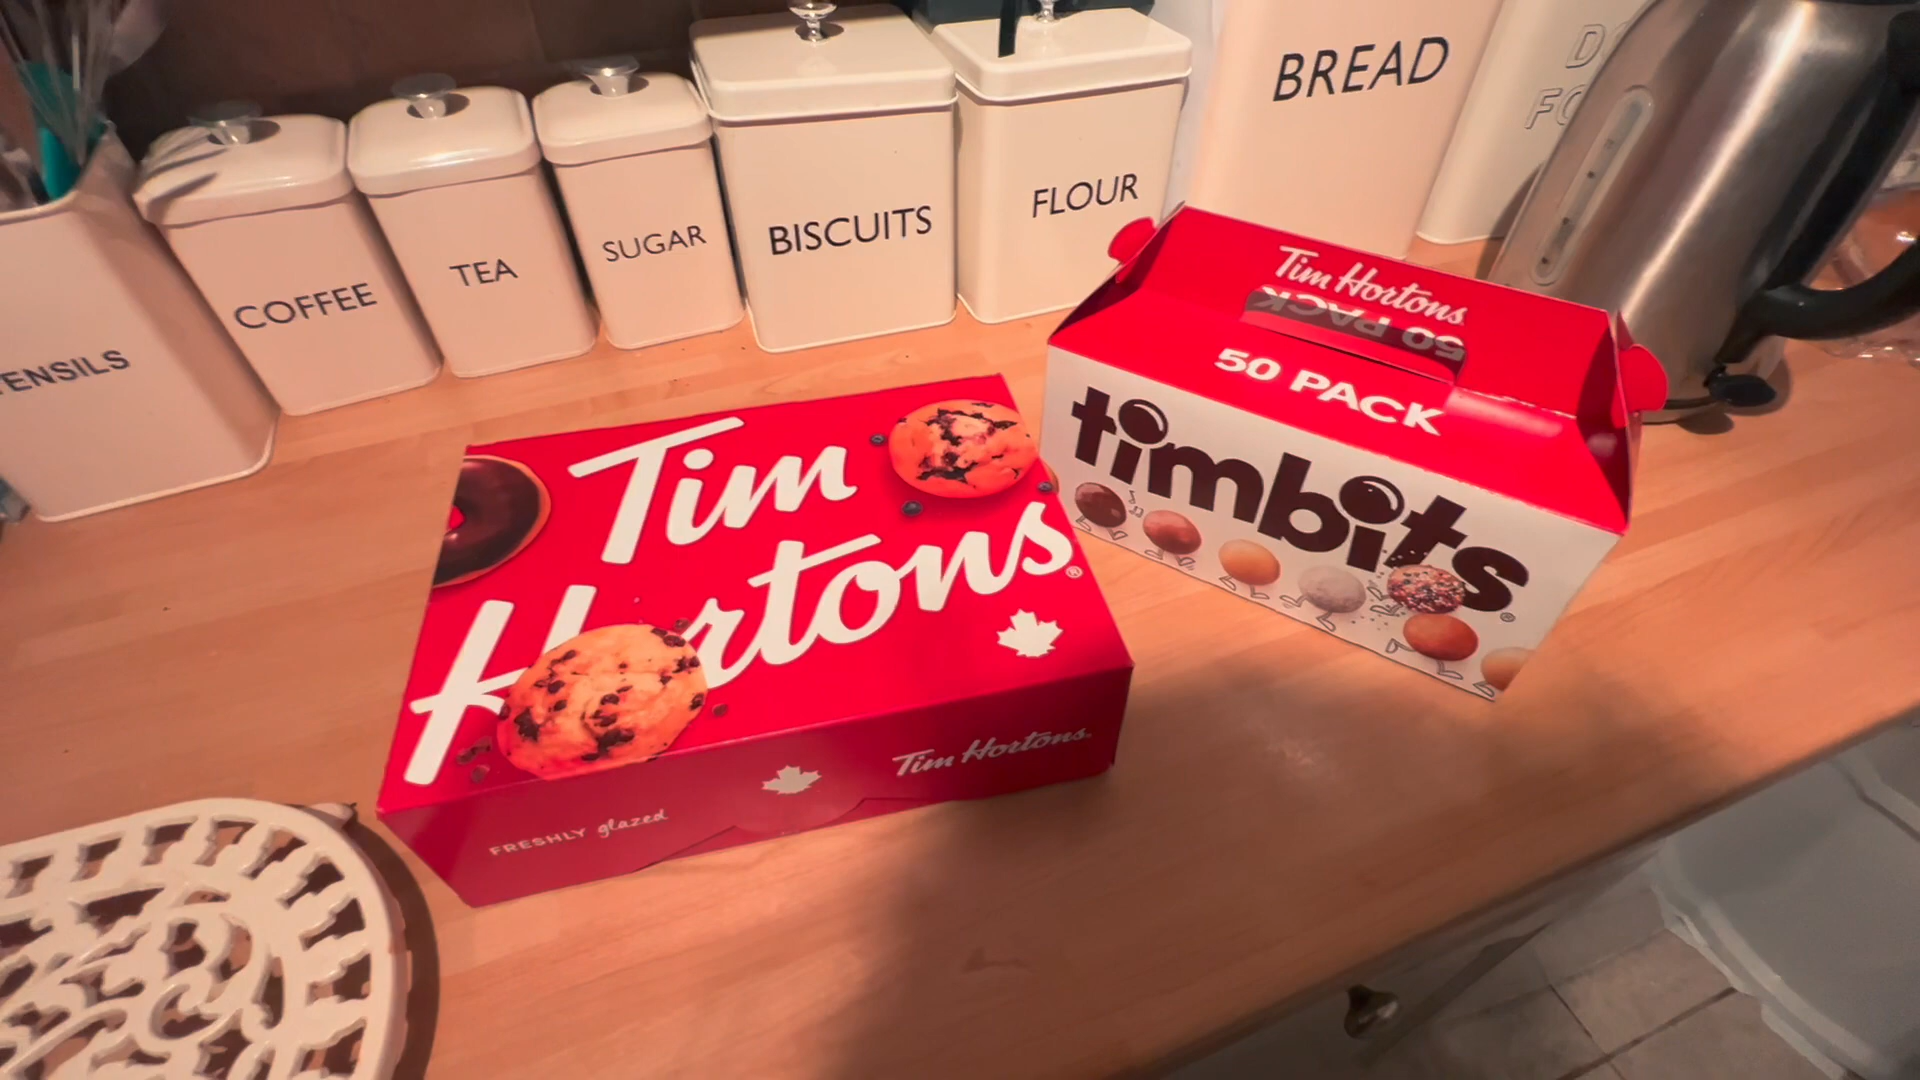 TENSILS
COFFEE
TEA
SUGAR
BISCUITS
FLOUR
BREAD
Tim Hortons
50 PACK
50 PACK
timbits®
Tim
Hortons®
FRESHLY glazed
Tim Hortons.